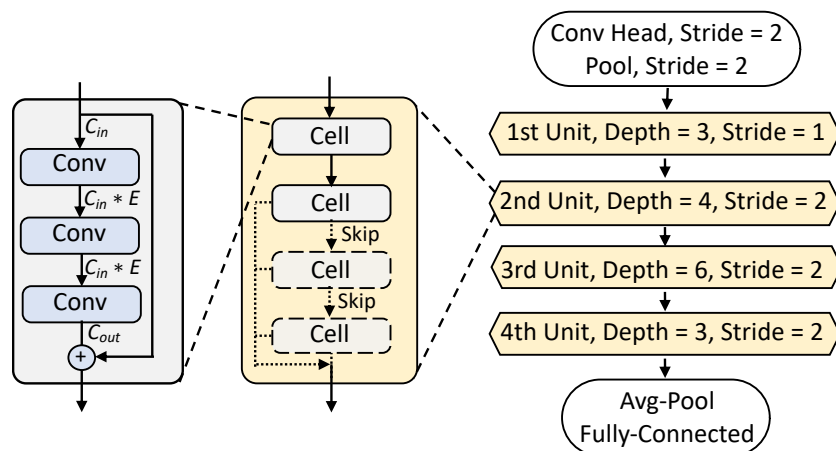 C_in
Conv
C_in * E
Conv
C_in * E
Conv
C_out
+
Cell
Cell
Skip
Cell
Skip
Cell
Conv Head, Stride = 2
Pool, Stride = 2
1st Unit, Depth = 3, Stride = 1
2nd Unit, Depth = 4, Stride = 2
3rd Unit, Depth = 6, Stride = 2
4th Unit, Depth = 3, Stride = 2
Avg-Pool
Fully-Connected